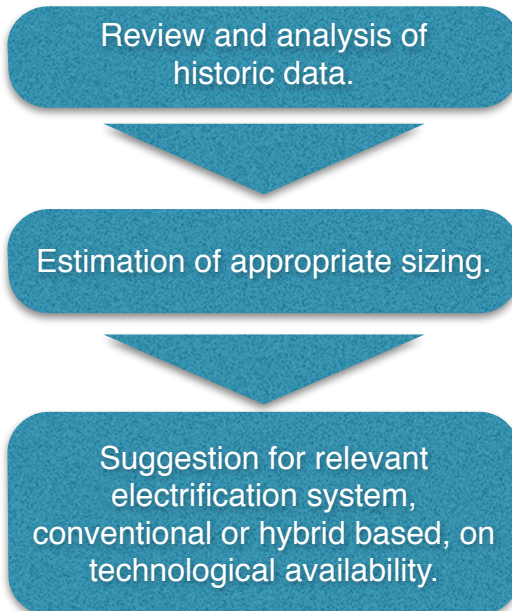 Review and analysis of
historic data.
Estimation of appropriate sizing.
Suggestion for relevant
electrification system,
conventional or hybrid based, on
technological availability.